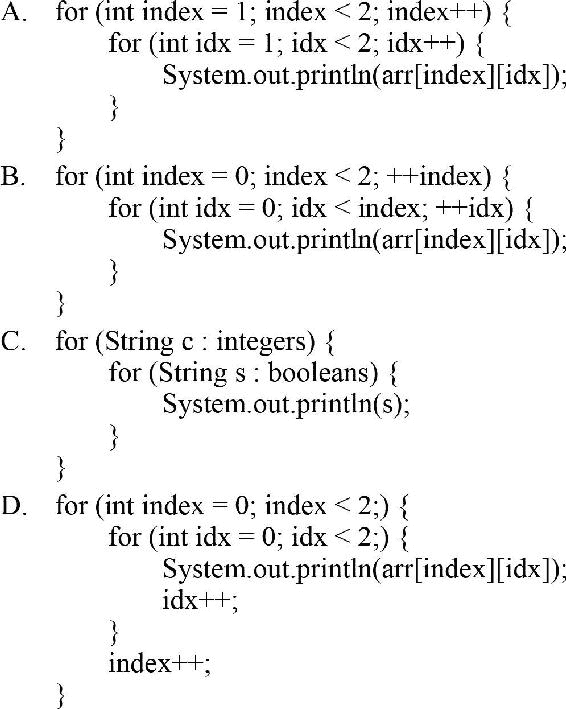 A. for (int index = 1; index < 2; index++) {
for (int idx = 1; idx < 2; idx++) {
System.out.println(arr[index][idx]);
}
}
B. for (int index = 0; index < 2; ++index) {
for (int idx = 0; idx < index; ++idx) {
System.out.println(arr[index][idx]);
}
}
C. for (String c : integers) {
for (String s : booleans) {
System.out.println(s);
}
}
D. for (int index = 0; index < 2;) {
for (int idx = 0; idx < 2;) {
System.out.println(arr[index][idx]);
idx++;
}
index++;
}